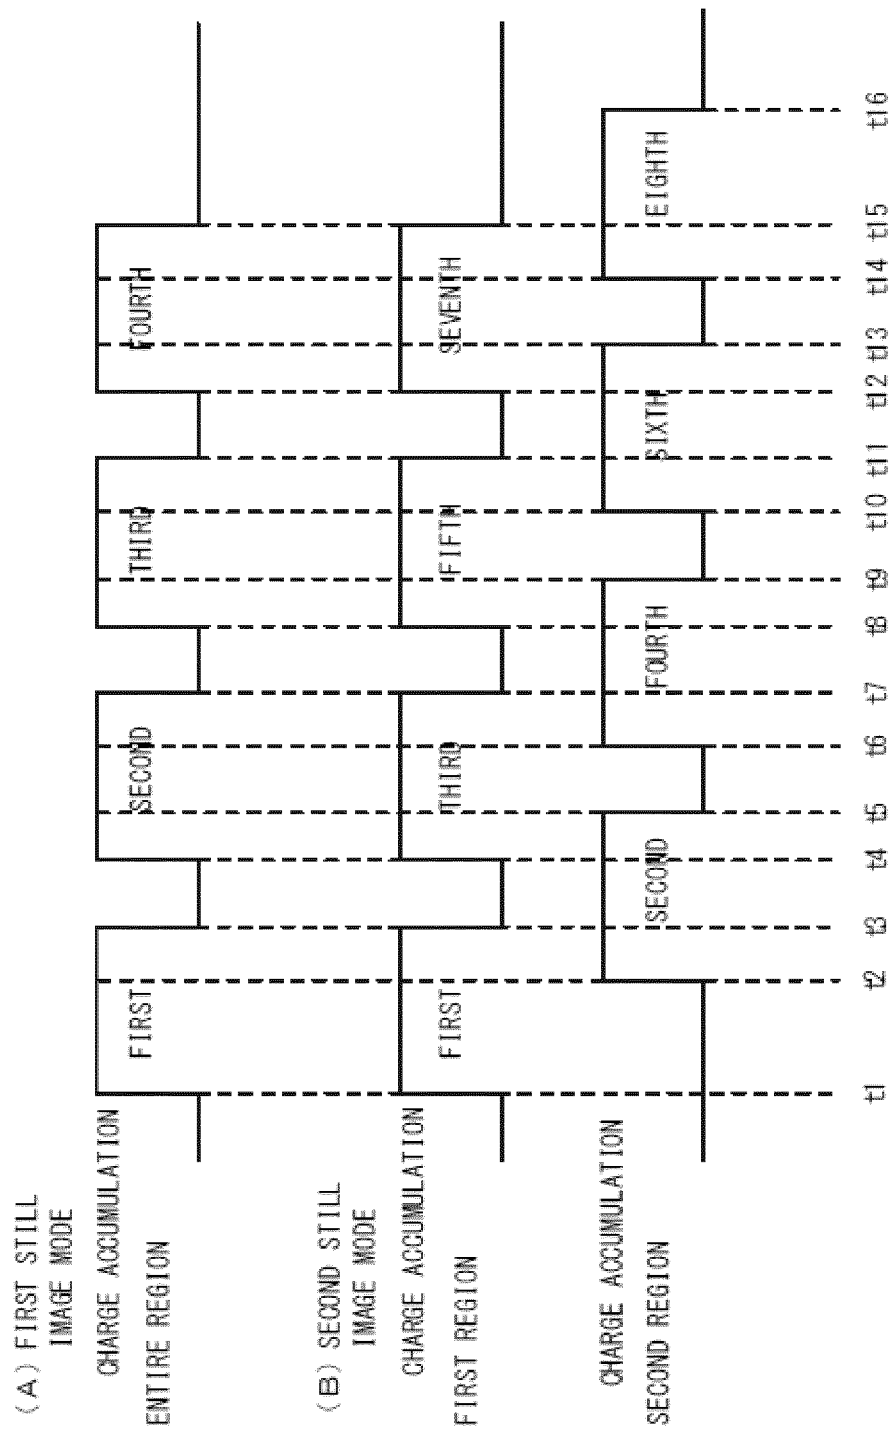 (A) FIRST STILL
IMAGE MODE
CHARGE ACCUMULATION
ENTIRE REGION
FIRST
SECOND
THIRD
FOURTH
(B) SECOND STILL
IMAGE MODE
CHARGE ACCUMULATION
FIRST REGION
FIRST
THIRD
FIFTH
SEVENTH
CHARGE ACCUMULATION
SECOND REGION
SECOND
FOURTH
SIXTH
EIGHTH
t1 t2 t3 t4 t5 t6 t7 t8 t9 t10 t11 t12 t13 t14 t15 t16